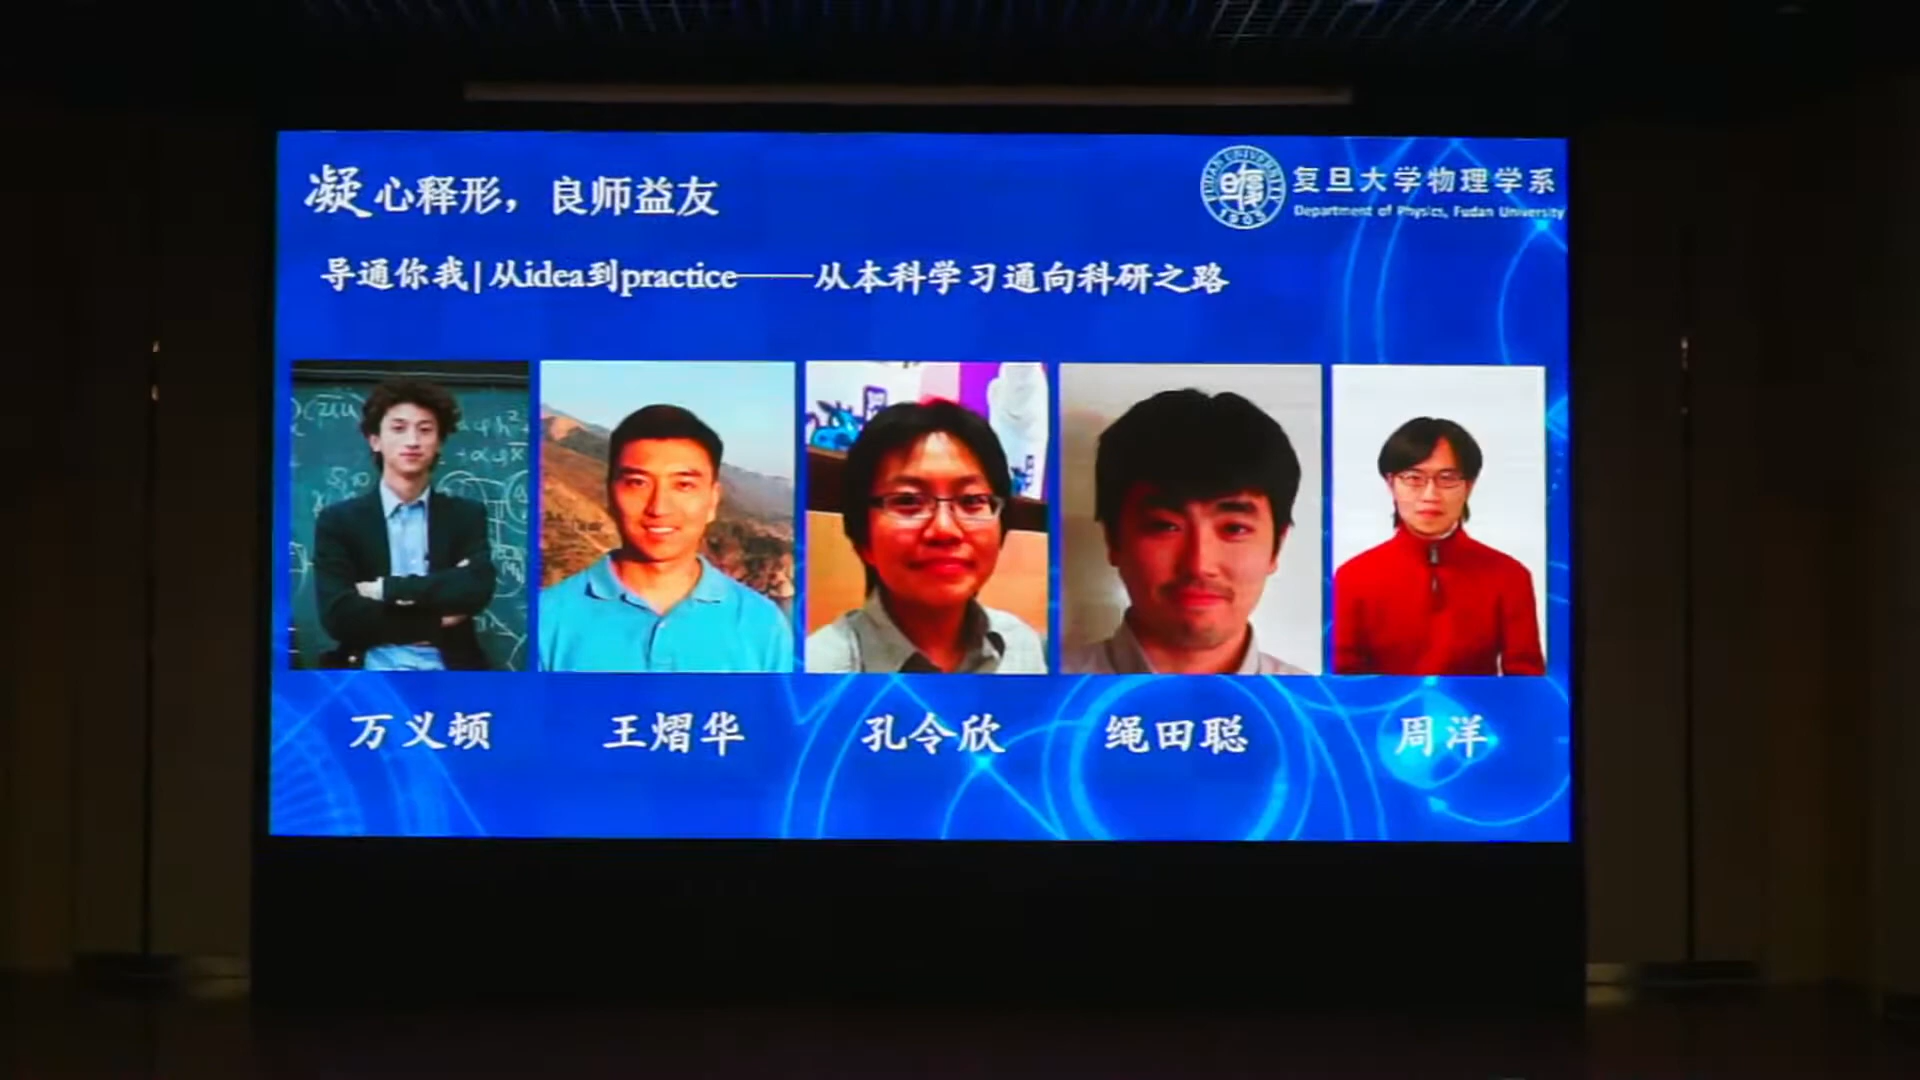 凝心释形，良师益友
复旦大学物理学系
Department of Physics, Fudan University
FUDAN UNIVERSITY
1905
导通你我|从idea到practice——从本科学习通向科研之路
万义顿
王熠华
孔令欣
绳田聪
周洋